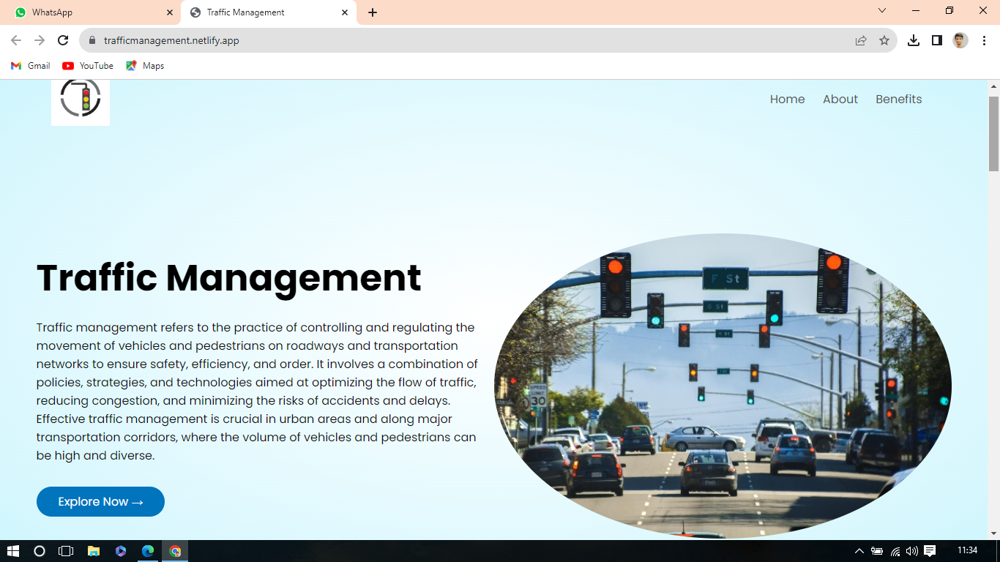 WhatsApp
Traffic Management
trafficmanagement.netlify.app
Gmail
YouTube
Maps
Home
About
Benefits
Traffic Management
Traffic management refers to the practice of controlling and regulating the
movement of vehicles and pedestrians on roadways and transportation
networks to ensure safety, efficiency, and order. It involves a combination of
policies, strategies, and technologies aimed at optimizing the flow of traffic,
reducing congestion, and minimizing the risks of accidents and delays.
Effective traffic management is crucial in urban areas and along major
transportation corridors, where the volume of vehicles and pedestrians can
be high and diverse.
Explore Now →
F St
G St
H St
SPEED
LIMIT
30
11:34